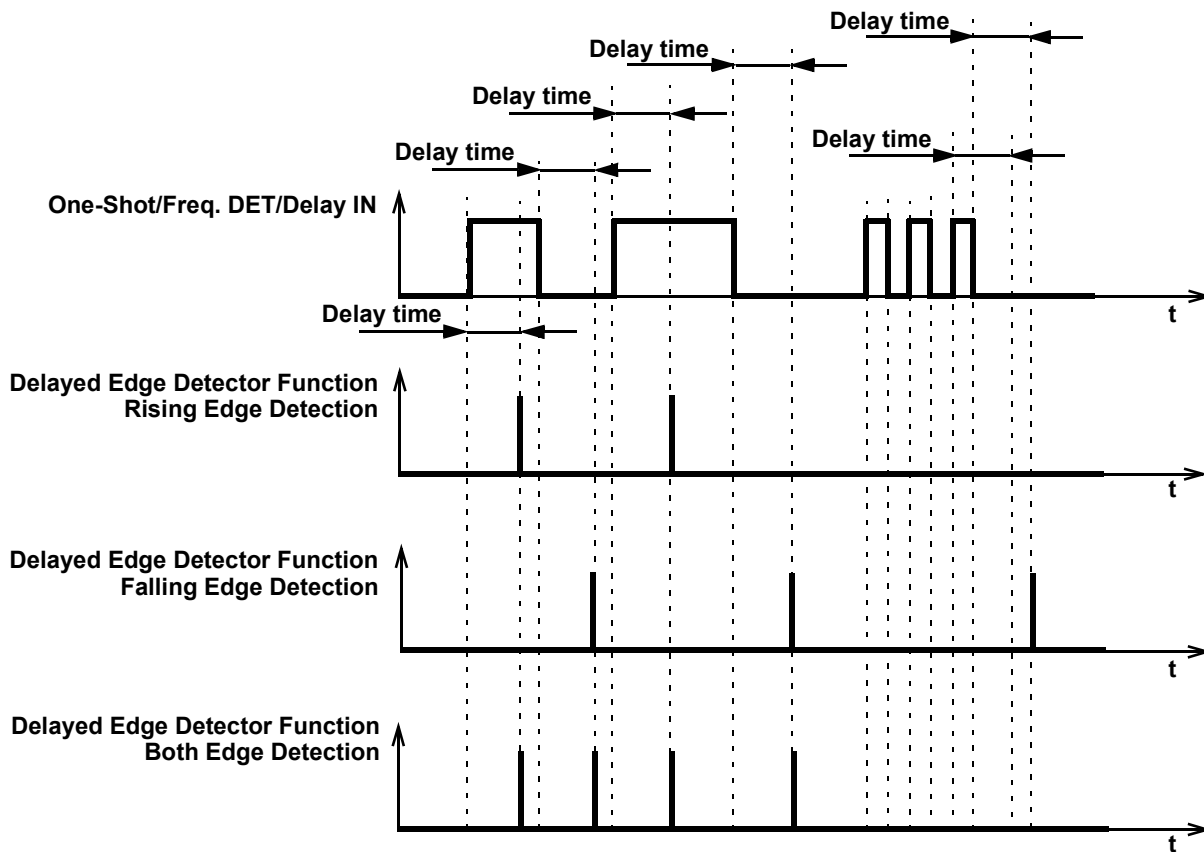 Delay time
Delay time
Delay time
Delay time
Delay time
One-Shot/Freq. DET/Delay IN
t
Delay time
Delayed Edge Detector Function
Rising Edge Detection
t
Delayed Edge Detector Function
Falling Edge Detection
t
Delayed Edge Detector Function
Both Edge Detection
t